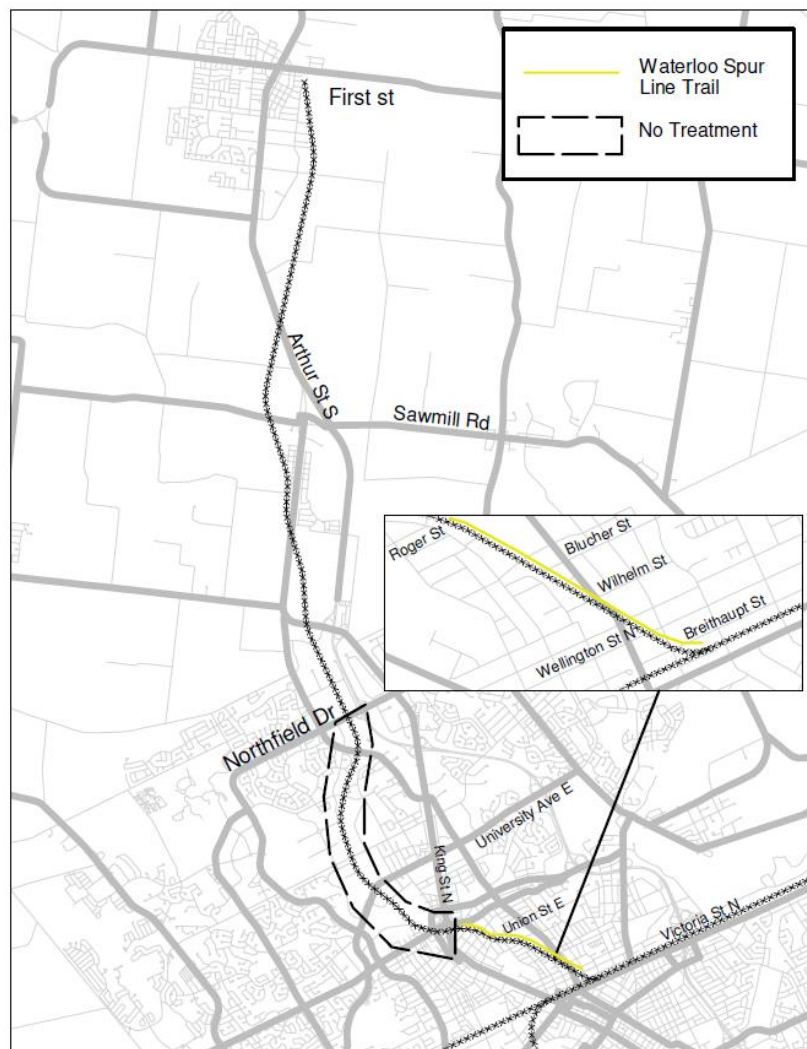 Waterloo Spur
Line Trail
No Treatment
First st
Arthur St S
Sawmill Rd
Roger St
Blucher St
Wilhelm St
Breithaupt St
Wellington St N
Northfield Dr
University Ave E
King St N
Union St E
Victoria St N